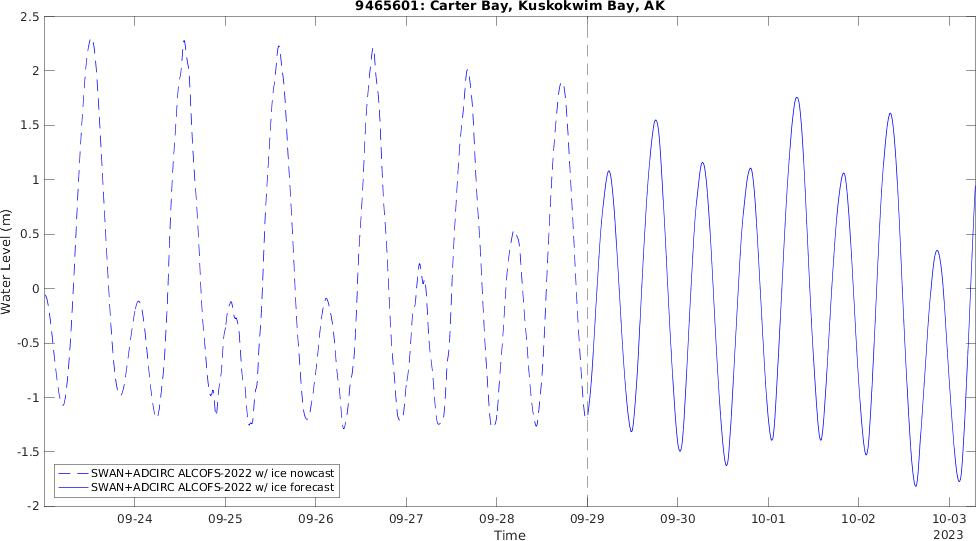 9465601: Carter Bay, Kuskokwim Bay, AK
2.5
2
1.5
1
0.5
0
-0.5
-1
-1.5
-2
Water Level (m)
SWAN+ADCIRC ALCOFS-2022 w/ ice nowcast
SWAN+ADCIRC ALCOFS-2022 w/ ice forecast
09-24 09-25 09-26 09-27 09-28 09-29 09-30 10-01 10-02 10-03
2023
Time